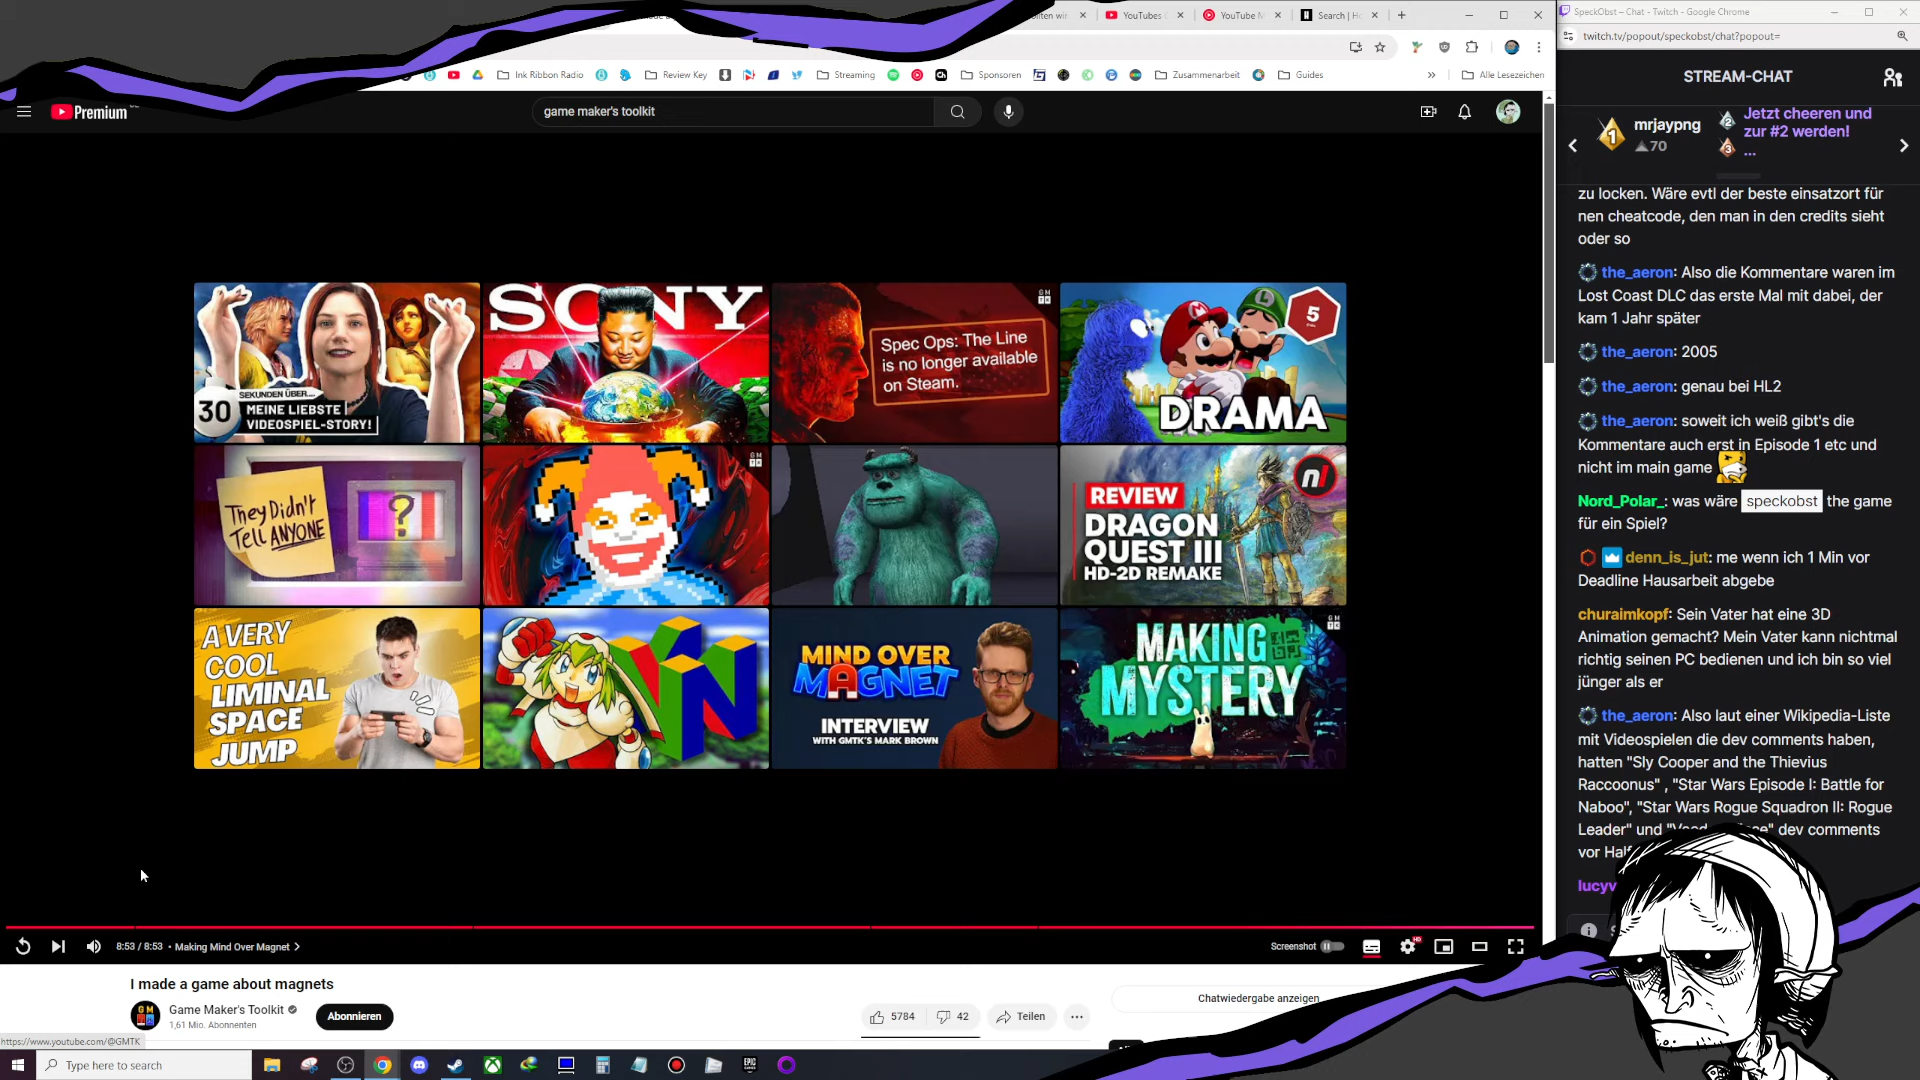 YouTubes
YouTube M
Search | H
SpeckObst – Chat - Twitch - Google Chrome
twitch.tv/popout/speckobst/chat?popout=
Ink Ribbon Radio
Review Key
Streaming
Sponsoren
Zusammenarbeit
Guides
Alle Lesezeichen
Premium
game maker's toolkit
STREAM-CHAT
1
mrjaypng
70
2
3
Jetzt cheeren und
zur #2 werden!
...
SEKUNDEN ÜBER...
30
MEINE LIEBSTE
VIDEOSPIEL-STORY!
SONY
GMTK
Spec Ops: The Line
is no longer available
on Steam.
5
DRAMA
They Didn't
Tell ANYONE
?
GMTK
REVIEW
DRAGON
QUEST III
HD-2D REMAKE
A VERY
COOL
LIMINAL
SPACE
JUMP
N
MIND OVER
MAGNET
INTERVIEW
WITH GMTK'S MARK BROWN
MAKING
MYSTERY
GMTK
8:53 / 8:53 • Making Mind Over Magnet
Screenshot
HD
I made a game about magnets
GMTK
Game Maker's Toolkit
1,61 Mio. Abonnenten
Abonnieren
5784
42
Teilen
Chatwiedergabe anzeigen
https://www.youtube.com/@GMTK
Type here to search
zu locken. Wäre evtl der beste einsatzort für
nen cheatcode, den man in den credits sieht
oder so
the_aeron: Also die Kommentare waren im
Lost Coast DLC das erste Mal mit dabei, der
kam 1 Jahr später
the_aeron: 2005
the_aeron: genau bei HL2
the_aeron: soweit ich weiß gibt's die
Kommentare auch erst in Episode 1 etc und
nicht im main game
Nord_Polar_: was wäre speckobst the game
für ein Spiel?
denn_is_jut: me wenn ich 1 Min vor
Deadline Hausarbeit abgebe
churaimkopf: Sein Vater hat eine 3D
Animation gemacht? Mein Vater kann nichtmal
richtig seinen PC bedienen und ich bin so viel
jünger als er
the_aeron: Also laut einer Wikipedia-Liste
mit Videospielen die dev comments haben,
hatten "Sly Cooper and the Thievius
Raccoonus" , "Star Wars Episode I: Battle for
Naboo", "Star Wars Rogue Squadron II: Rogue
Leader" und dev comments
vor